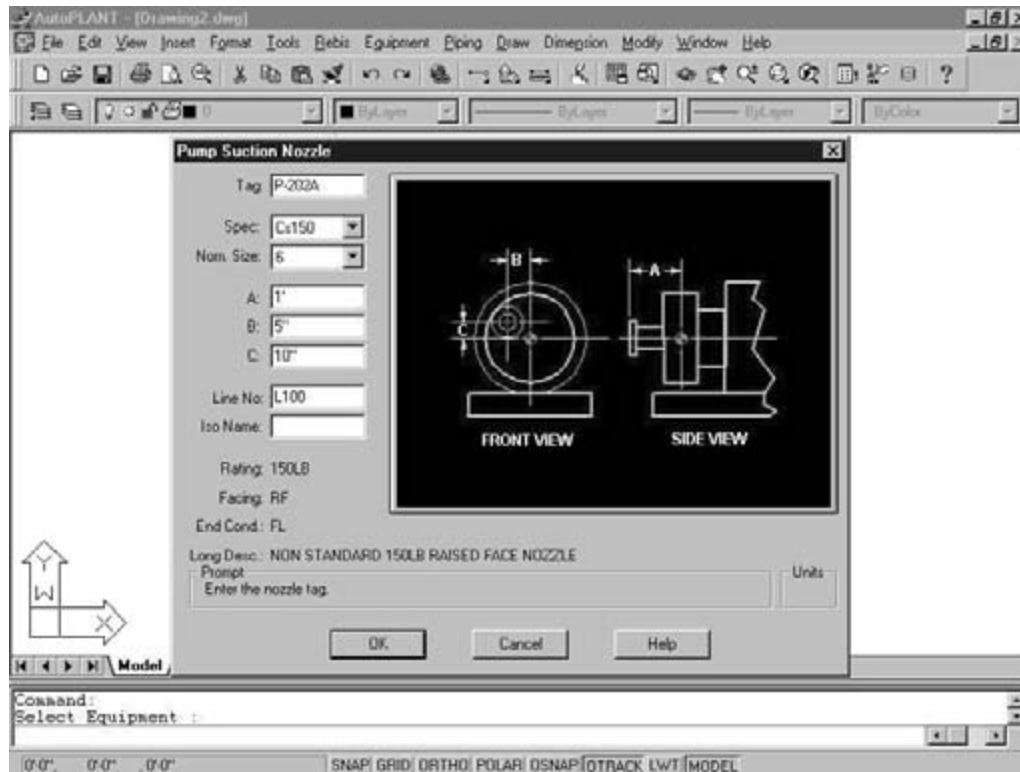 AutoPLANT - [Drawing2.dwg]
File Edit View Insert Format Tools Rebis Equipment Piping Draw Dimension Modify Window Help
0 ByLayer ByLayer ByLayer ByColor
Pump Suction Nozzle
Tag: P-202A
Spec: Cs150
Nom. Size: 6
A: 1'
B: 5"
C: 10"
Line No: L100
Iso Name:
Rating: 150LB
Facing: RF
End Cond.: FL
Long Desc.: NON STANDARD 150LB RAISED FACE NOZZLE
B
A
C
FRONT VIEW SIDE VIEW
Prompt
Enter the nozzle tag.
Units
OK Cancel Help
Y
W
X
Model
Command:
Select Equipment :
0'0", 0'0" ,0'0" SNAP GRID ORTHO POLAR OSNAP OTRACK LWT MODEL